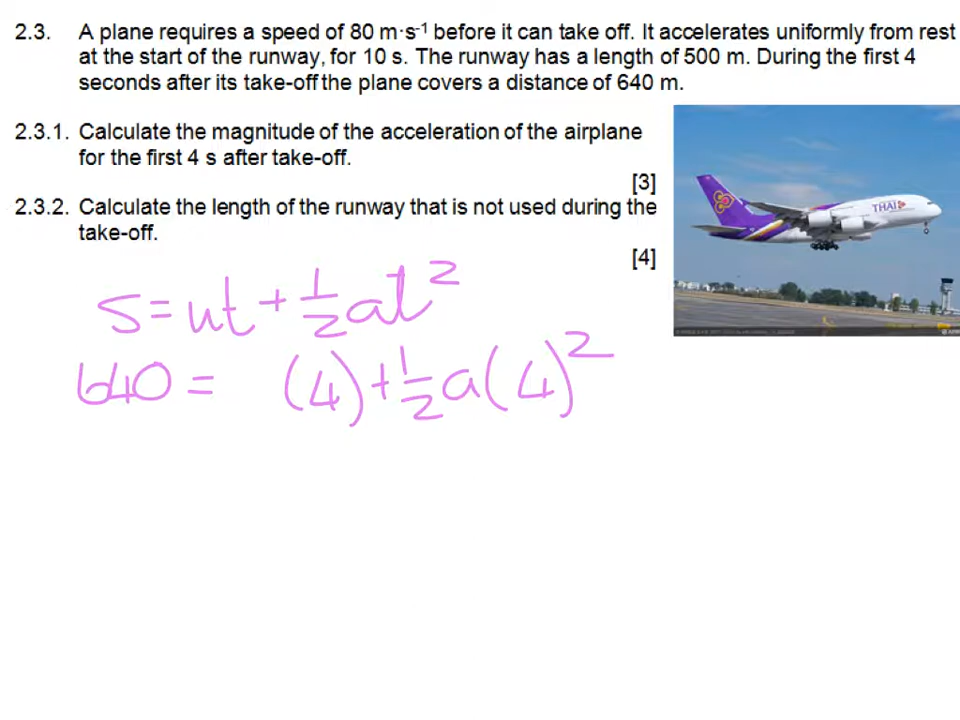 2.3. A plane requires a speed of 80 m·s⁻¹ before it can take off. It accelerates uniformly from rest
at the start of the runway, for 10 s. The runway has a length of 500 m. During the first 4
seconds after its take-off the plane covers a distance of 640 m.
2.3.1. Calculate the magnitude of the acceleration of the airplane
for the first 4 s after take-off.
[3]
2.3.2. Calculate the length of the runway that is not used during the
take-off.
[4]
THAI
s = ut + 1/2 at²
640 = (4) + 1/2 a(4)²